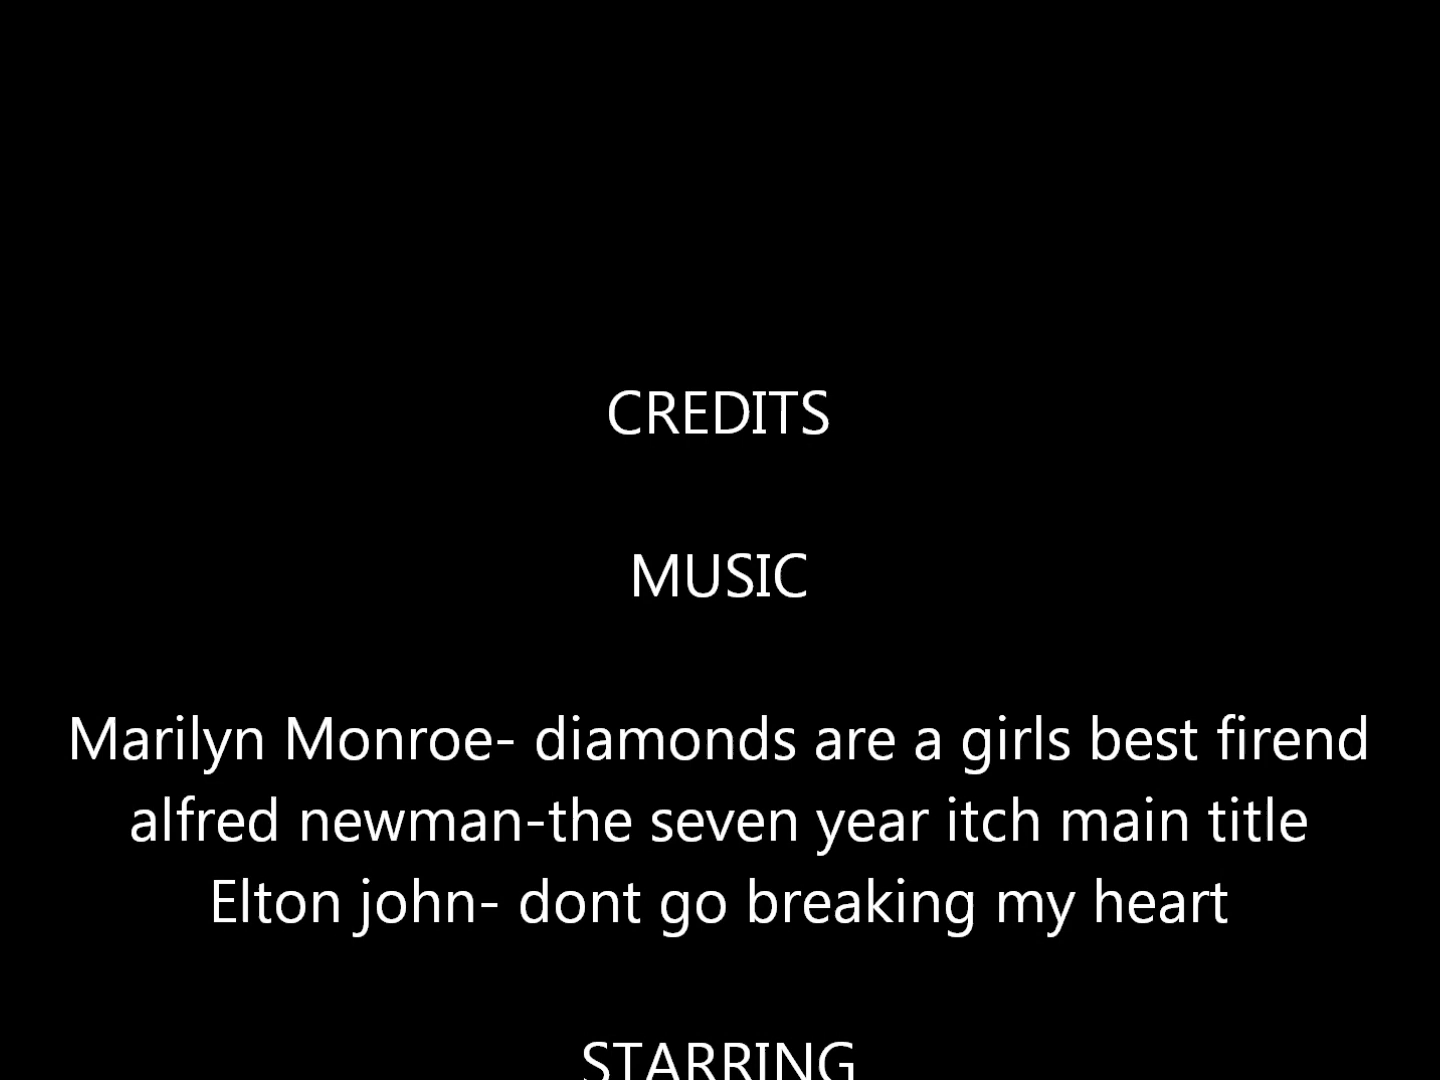 CREDITS
MUSIC
Marilyn Monroe- diamonds are a girls best firend
alfred newman-the seven year itch main title
Elton john- dont go breaking my heart
STARRING